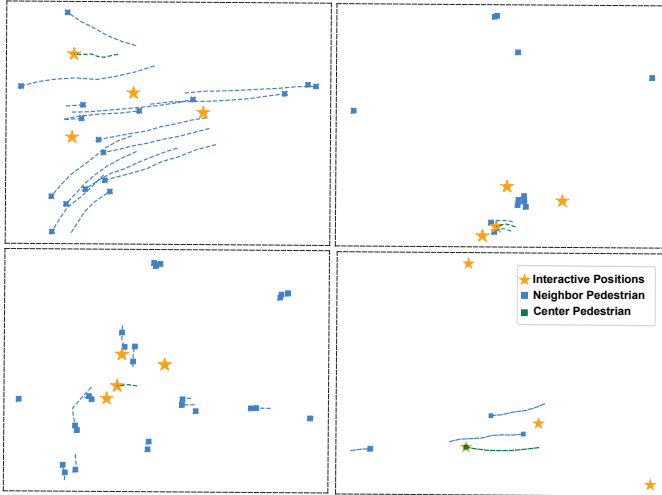 Interactive Positions
Neighbor Pedestrian
Center Pedestrian